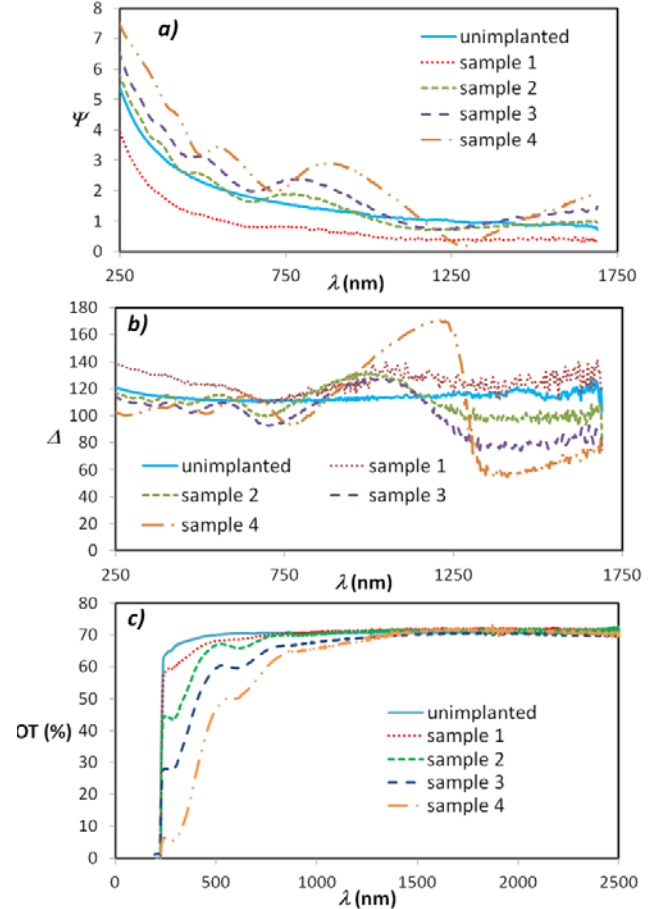 a)
8
7
6
5
4
3
2
1
0
Ψ
unimplanted
sample 1
sample 2
sample 3
sample 4
250 750 1250 1750
λ (nm)
b)
180
160
140
120
100
80
60
40
20
0
Δ
unimplanted sample 1
sample 2 sample 3
sample 4
250 750 1250 1750
λ (nm)
c)
80
70
60
50
40
30
20
10
0
OT (%)
unimplanted
sample 1
sample 2
sample 3
sample 4
0 500 1000 1500 2000 2500
λ (nm)